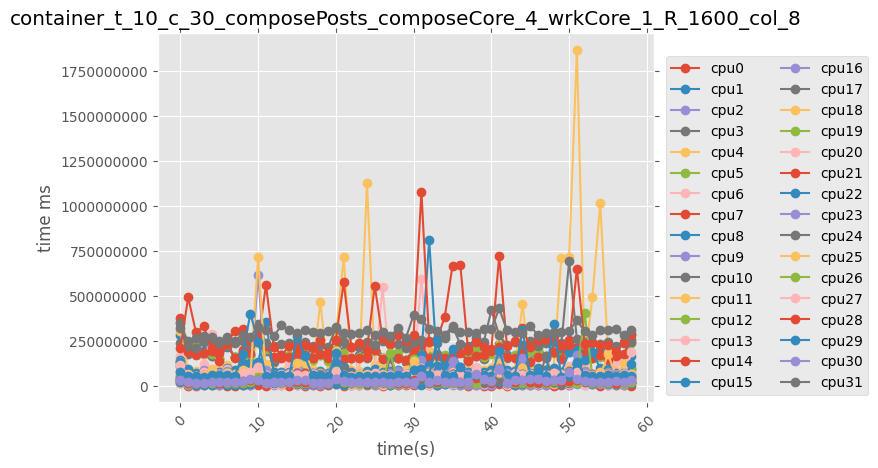 container_t_10_c_30_composePosts_composeCore_4_wrkCore_1_R_1600_col_8
time ms
1750000000
1500000000
1250000000
1000000000
750000000
500000000
250000000
0
0
10
20
30
40
50
60
time(s)
cpu0
cpu1
cpu2
cpu3
cpu4
cpu5
cpu6
cpu7
cpu8
cpu9
cpu10
cpu11
cpu12
cpu13
cpu14
cpu15
cpu16
cpu17
cpu18
cpu19
cpu20
cpu21
cpu22
cpu23
cpu24
cpu25
cpu26
cpu27
cpu28
cpu29
cpu30
cpu31